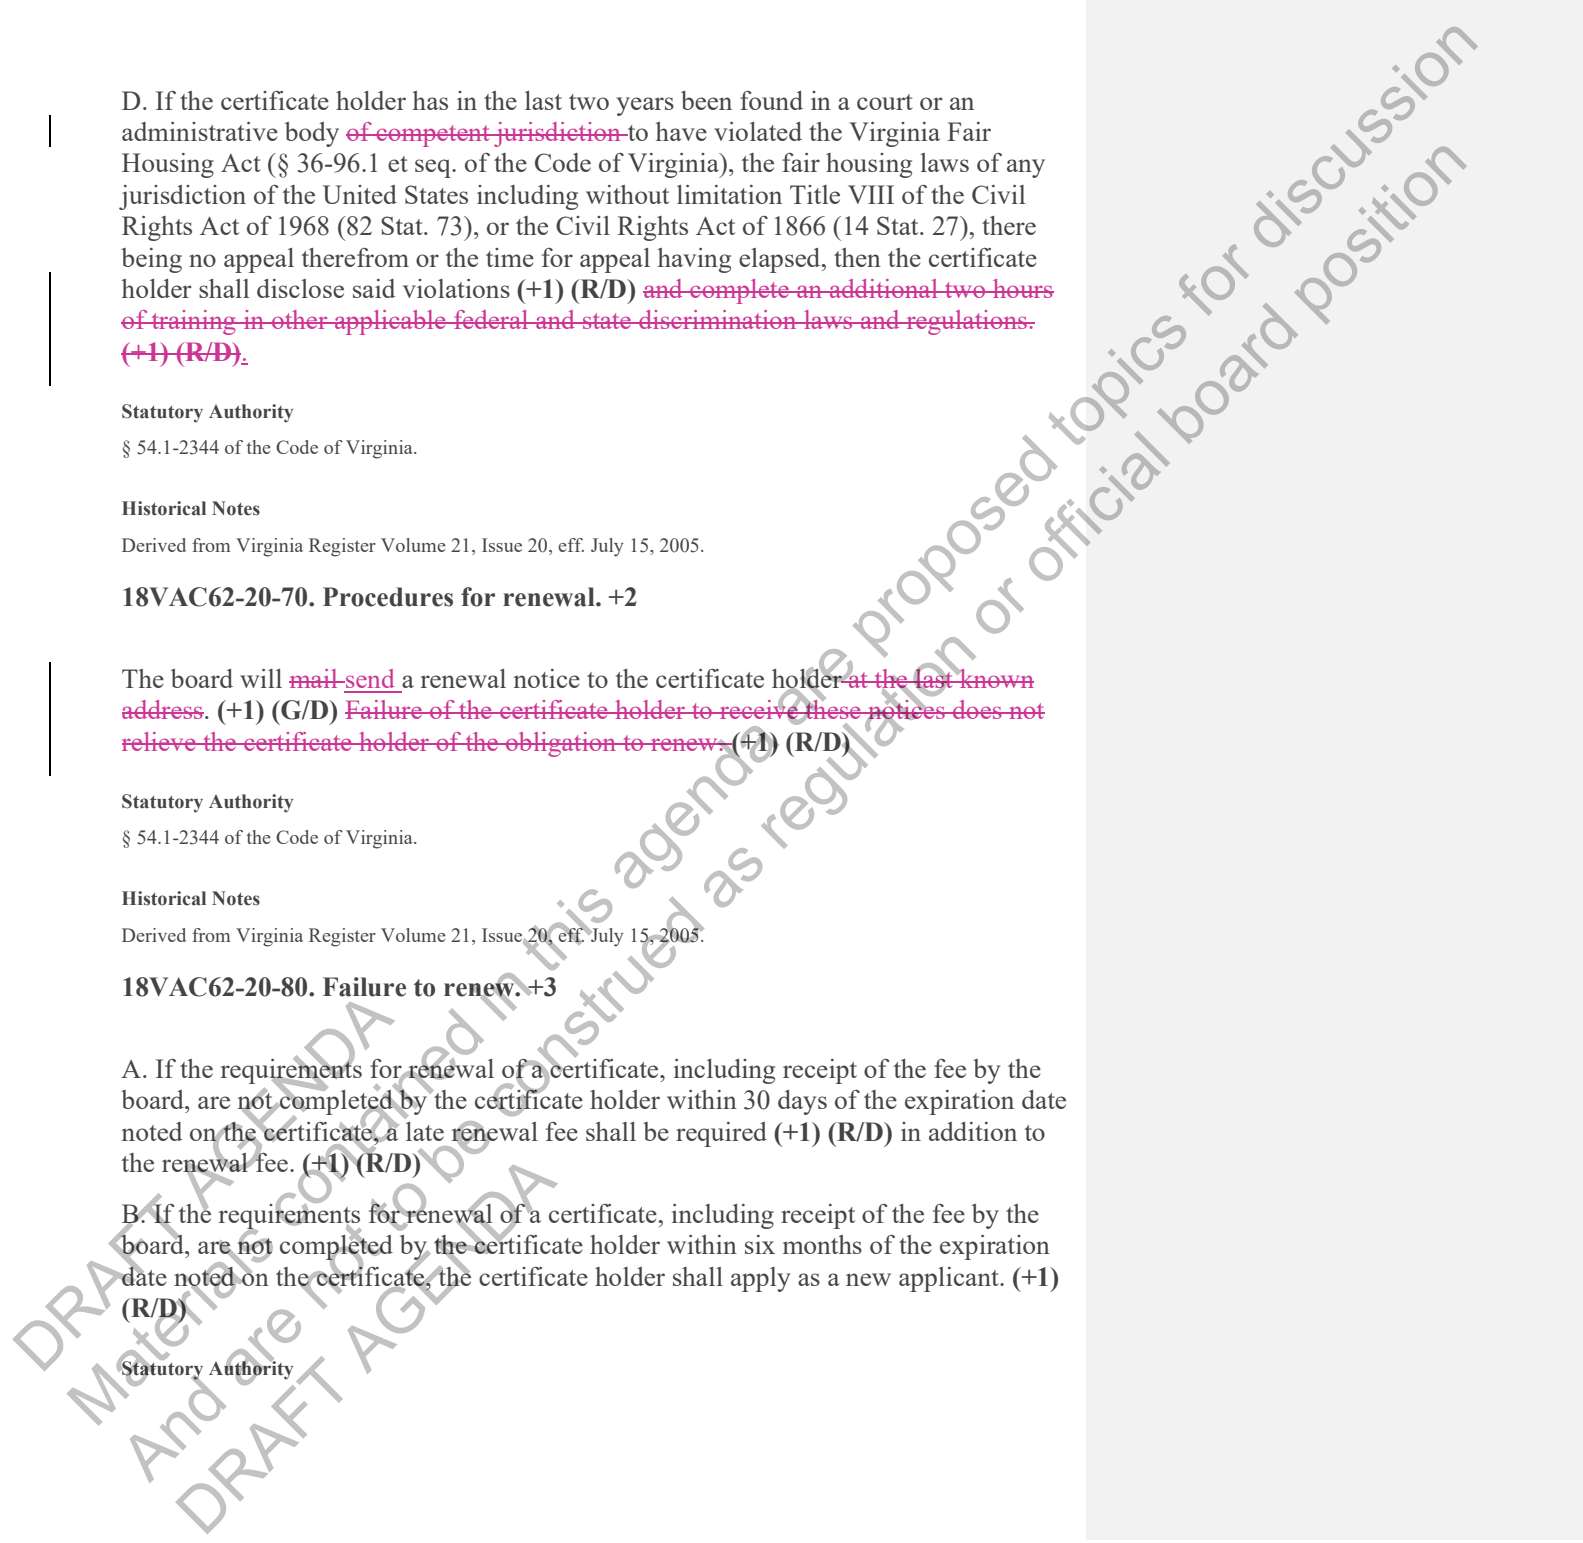 D. If the certificate holder has in the last two years been found in a court or an
administrative body of competent jurisdiction to have violated the Virginia Fair
Housing Act (§ 36-96.1 et seq. of the Code of Virginia), the fair housing laws of any
jurisdiction of the United States including without limitation Title VIII of the Civil
Rights Act of 1968 (82 Stat. 73), or the Civil Rights Act of 1866 (14 Stat. 27), there
being no appeal therefrom or the time for appeal having elapsed, then the certificate
holder shall disclose said violations (+1) (R/D) and complete an additional two hours
of training in other applicable federal and state discrimination laws and regulations.
(+1) (R/D).
Statutory Authority
§ 54.1-2344 of the Code of Virginia.
Historical Notes
Derived from Virginia Register Volume 21, Issue 20, eff. July 15, 2005.
18VAC62-20-70. Procedures for renewal. +2
The board will mail send a renewal notice to the certificate holder at the last known
address. (+1) (G/D) Failure of the certificate holder to receive these notices does not
relieve the certificate holder of the obligation to renew. (+1) (R/D)
Statutory Authority
§ 54.1-2344 of the Code of Virginia.
Historical Notes
Derived from Virginia Register Volume 21, Issue 20, eff. July 15, 2005.
18VAC62-20-80. Failure to renew. +3
A. If the requirements for renewal of a certificate, including receipt of the fee by the
board, are not completed by the certificate holder within 30 days of the expiration date
noted on the certificate, a late renewal fee shall be required (+1) (R/D) in addition to
the renewal fee. (+1) (R/D)
B. If the requirements for renewal of a certificate, including receipt of the fee by the
board, are not completed by the certificate holder within six months of the expiration
date noted on the certificate, the certificate holder shall apply as a new applicant. (+1)
(R/D)
Statutory Authority
DRAFT AGENDA
Materials contained in this agenda are proposed topics for discussion
And are not to be construed as regulation or official board position
DRAFT AGENDA